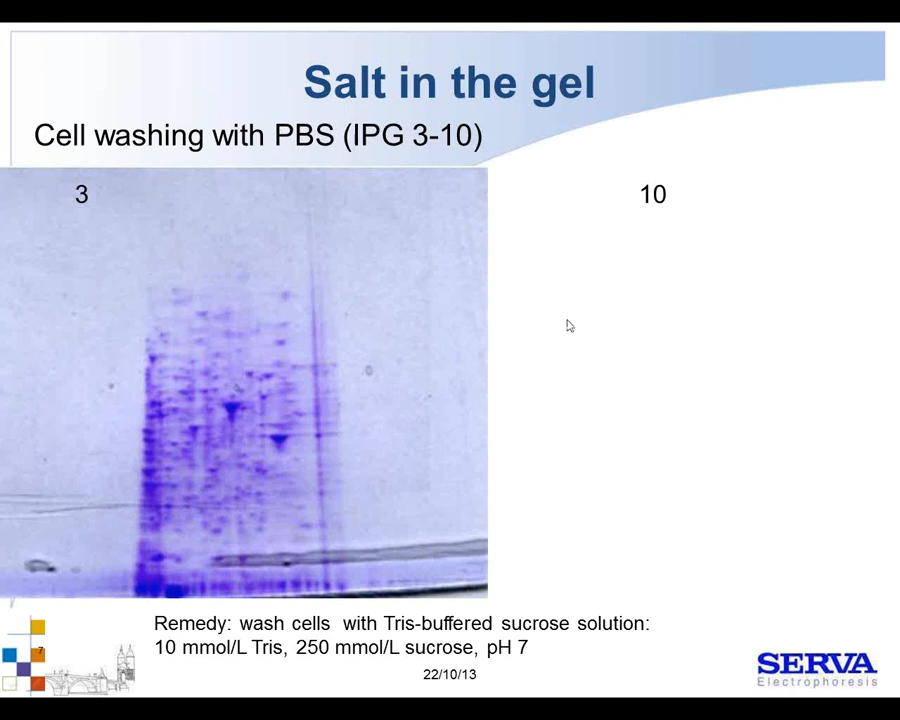 Salt in the gel
Cell washing with PBS (IPG 3-10)
3
10
Remedy: wash cells with Tris-buffered sucrose solution:
10 mmol/L Tris, 250 mmol/L sucrose, pH 7
7
22/10/13
SERVA
Electrophoresis